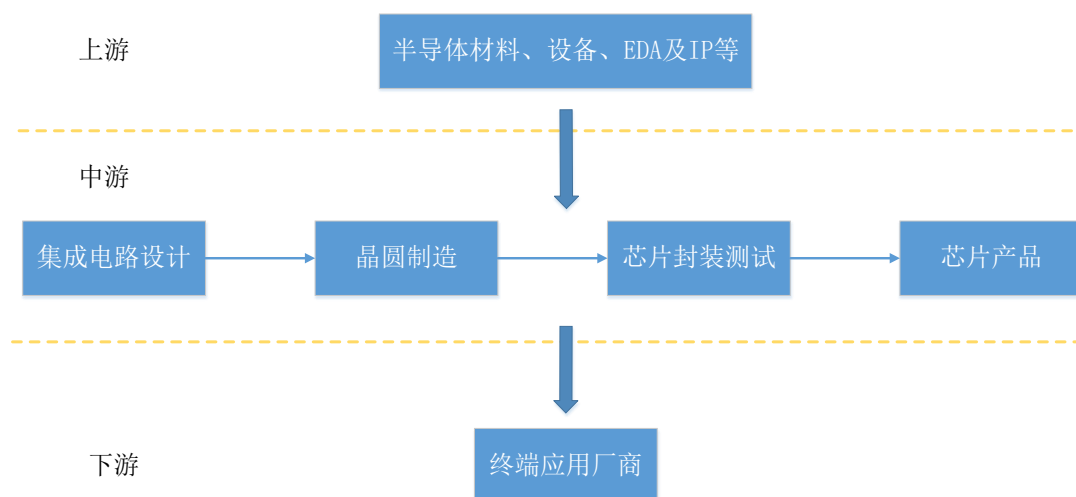 上游
半导体材料、设备、EDA及IP等
中游
集成电路设计
晶圆制造
芯片封装测试
芯片产品
下游
终端应用厂商